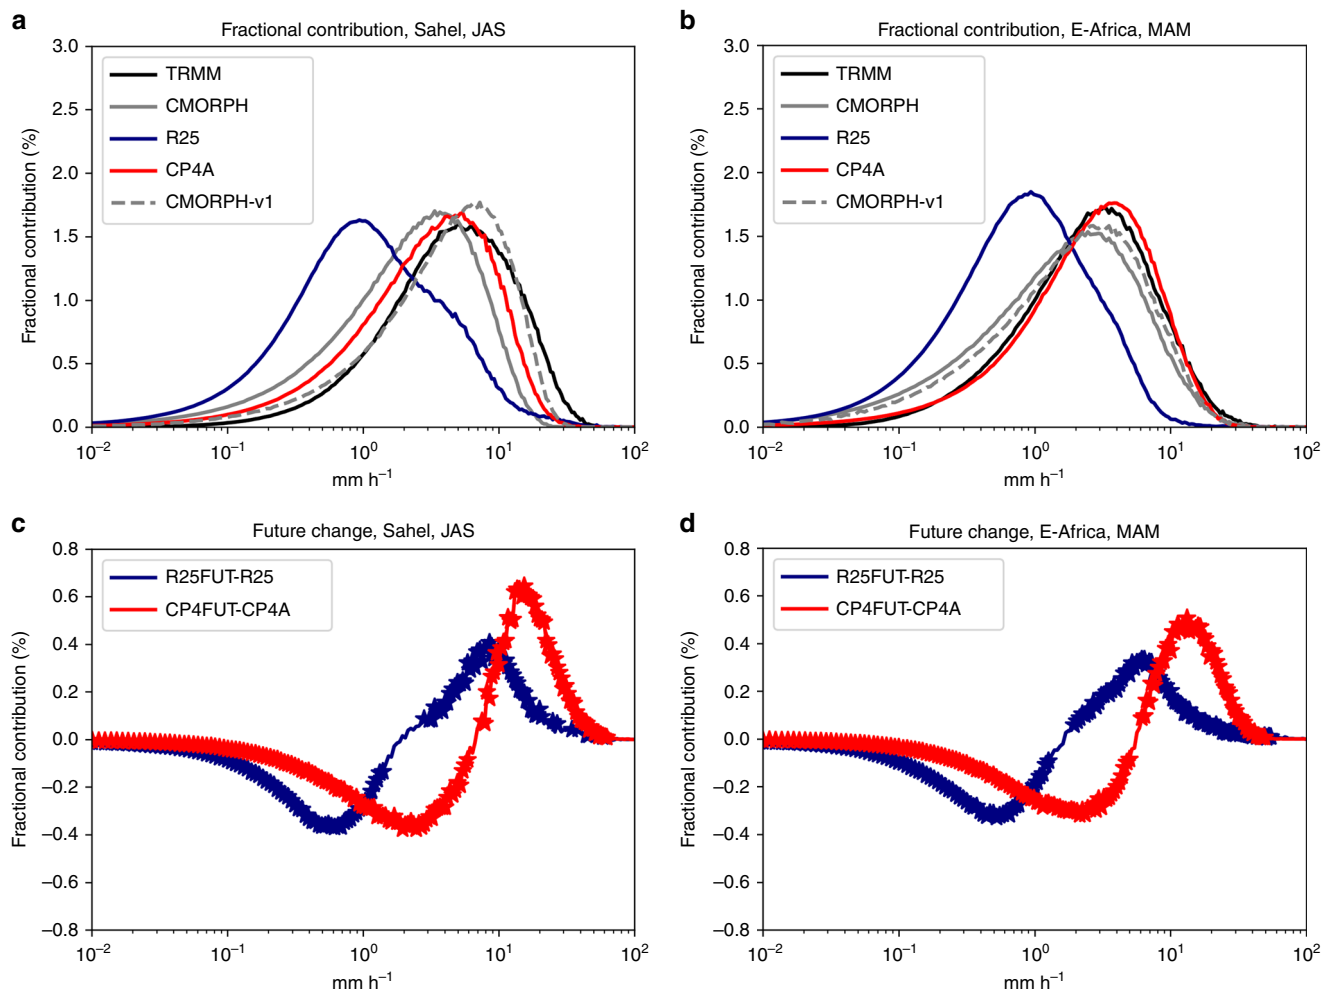 a
Fractional contribution, Sahel, JAS
3.0
2.5
2.0
1.5
1.0
0.5
0.0
Fractional contribution (%)
TRMM
CMORPH
R25
CP4A
CMORPH-v1
10⁻²
10⁻¹
10⁰
10¹
10²
mm h⁻¹
b
Fractional contribution, E-Africa, MAM
3.0
2.5
2.0
1.5
1.0
0.5
0.0
Fractional contribution (%)
TRMM
CMORPH
R25
CP4A
CMORPH-v1
10⁻²
10⁻¹
10⁰
10¹
10²
mm h⁻¹
c
Future change, Sahel, JAS
0.8
0.6
0.4
0.2
0.0
–0.2
–0.4
–0.6
–0.8
Fractional contribution (%)
R25FUT-R25
CP4FUT-CP4A
10⁻²
10⁻¹
10⁰
10¹
10²
mm h⁻¹
d
Future change, E-Africa, MAM
0.8
0.6
0.4
0.2
0.0
–0.2
–0.4
–0.6
–0.8
Fractional contribution (%)
R25FUT-R25
CP4FUT-CP4A
10⁻²
10⁻¹
10⁰
10¹
10²
mm h⁻¹